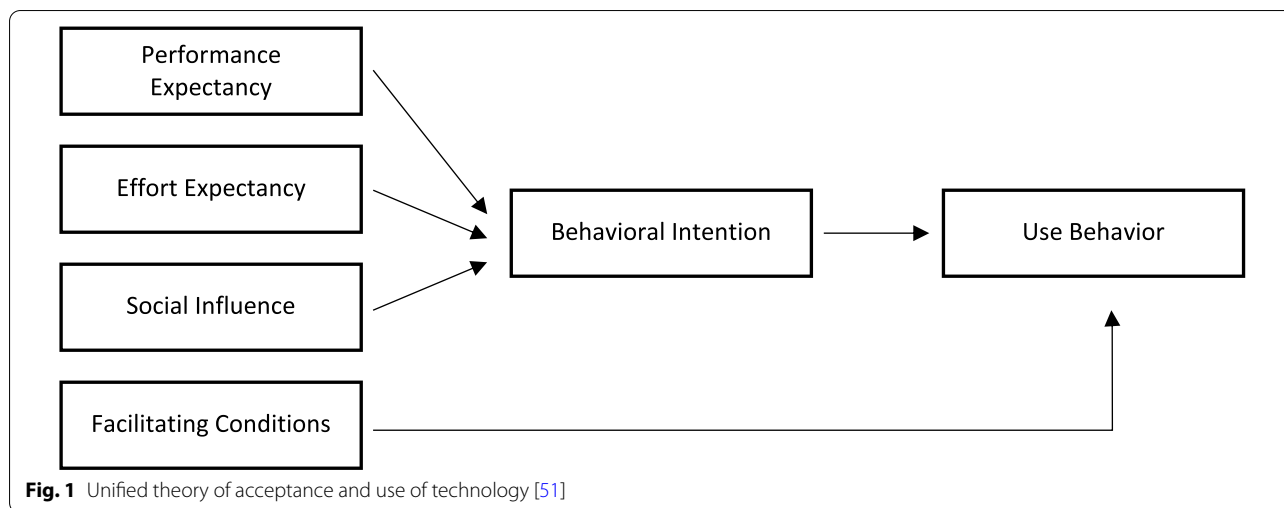 Performance
Expectancy
Effort Expectancy
Behavioral Intention
Use Behavior
Social Influence
Facilitating Conditions
Fig. 1 Unified theory of acceptance and use of technology [51]